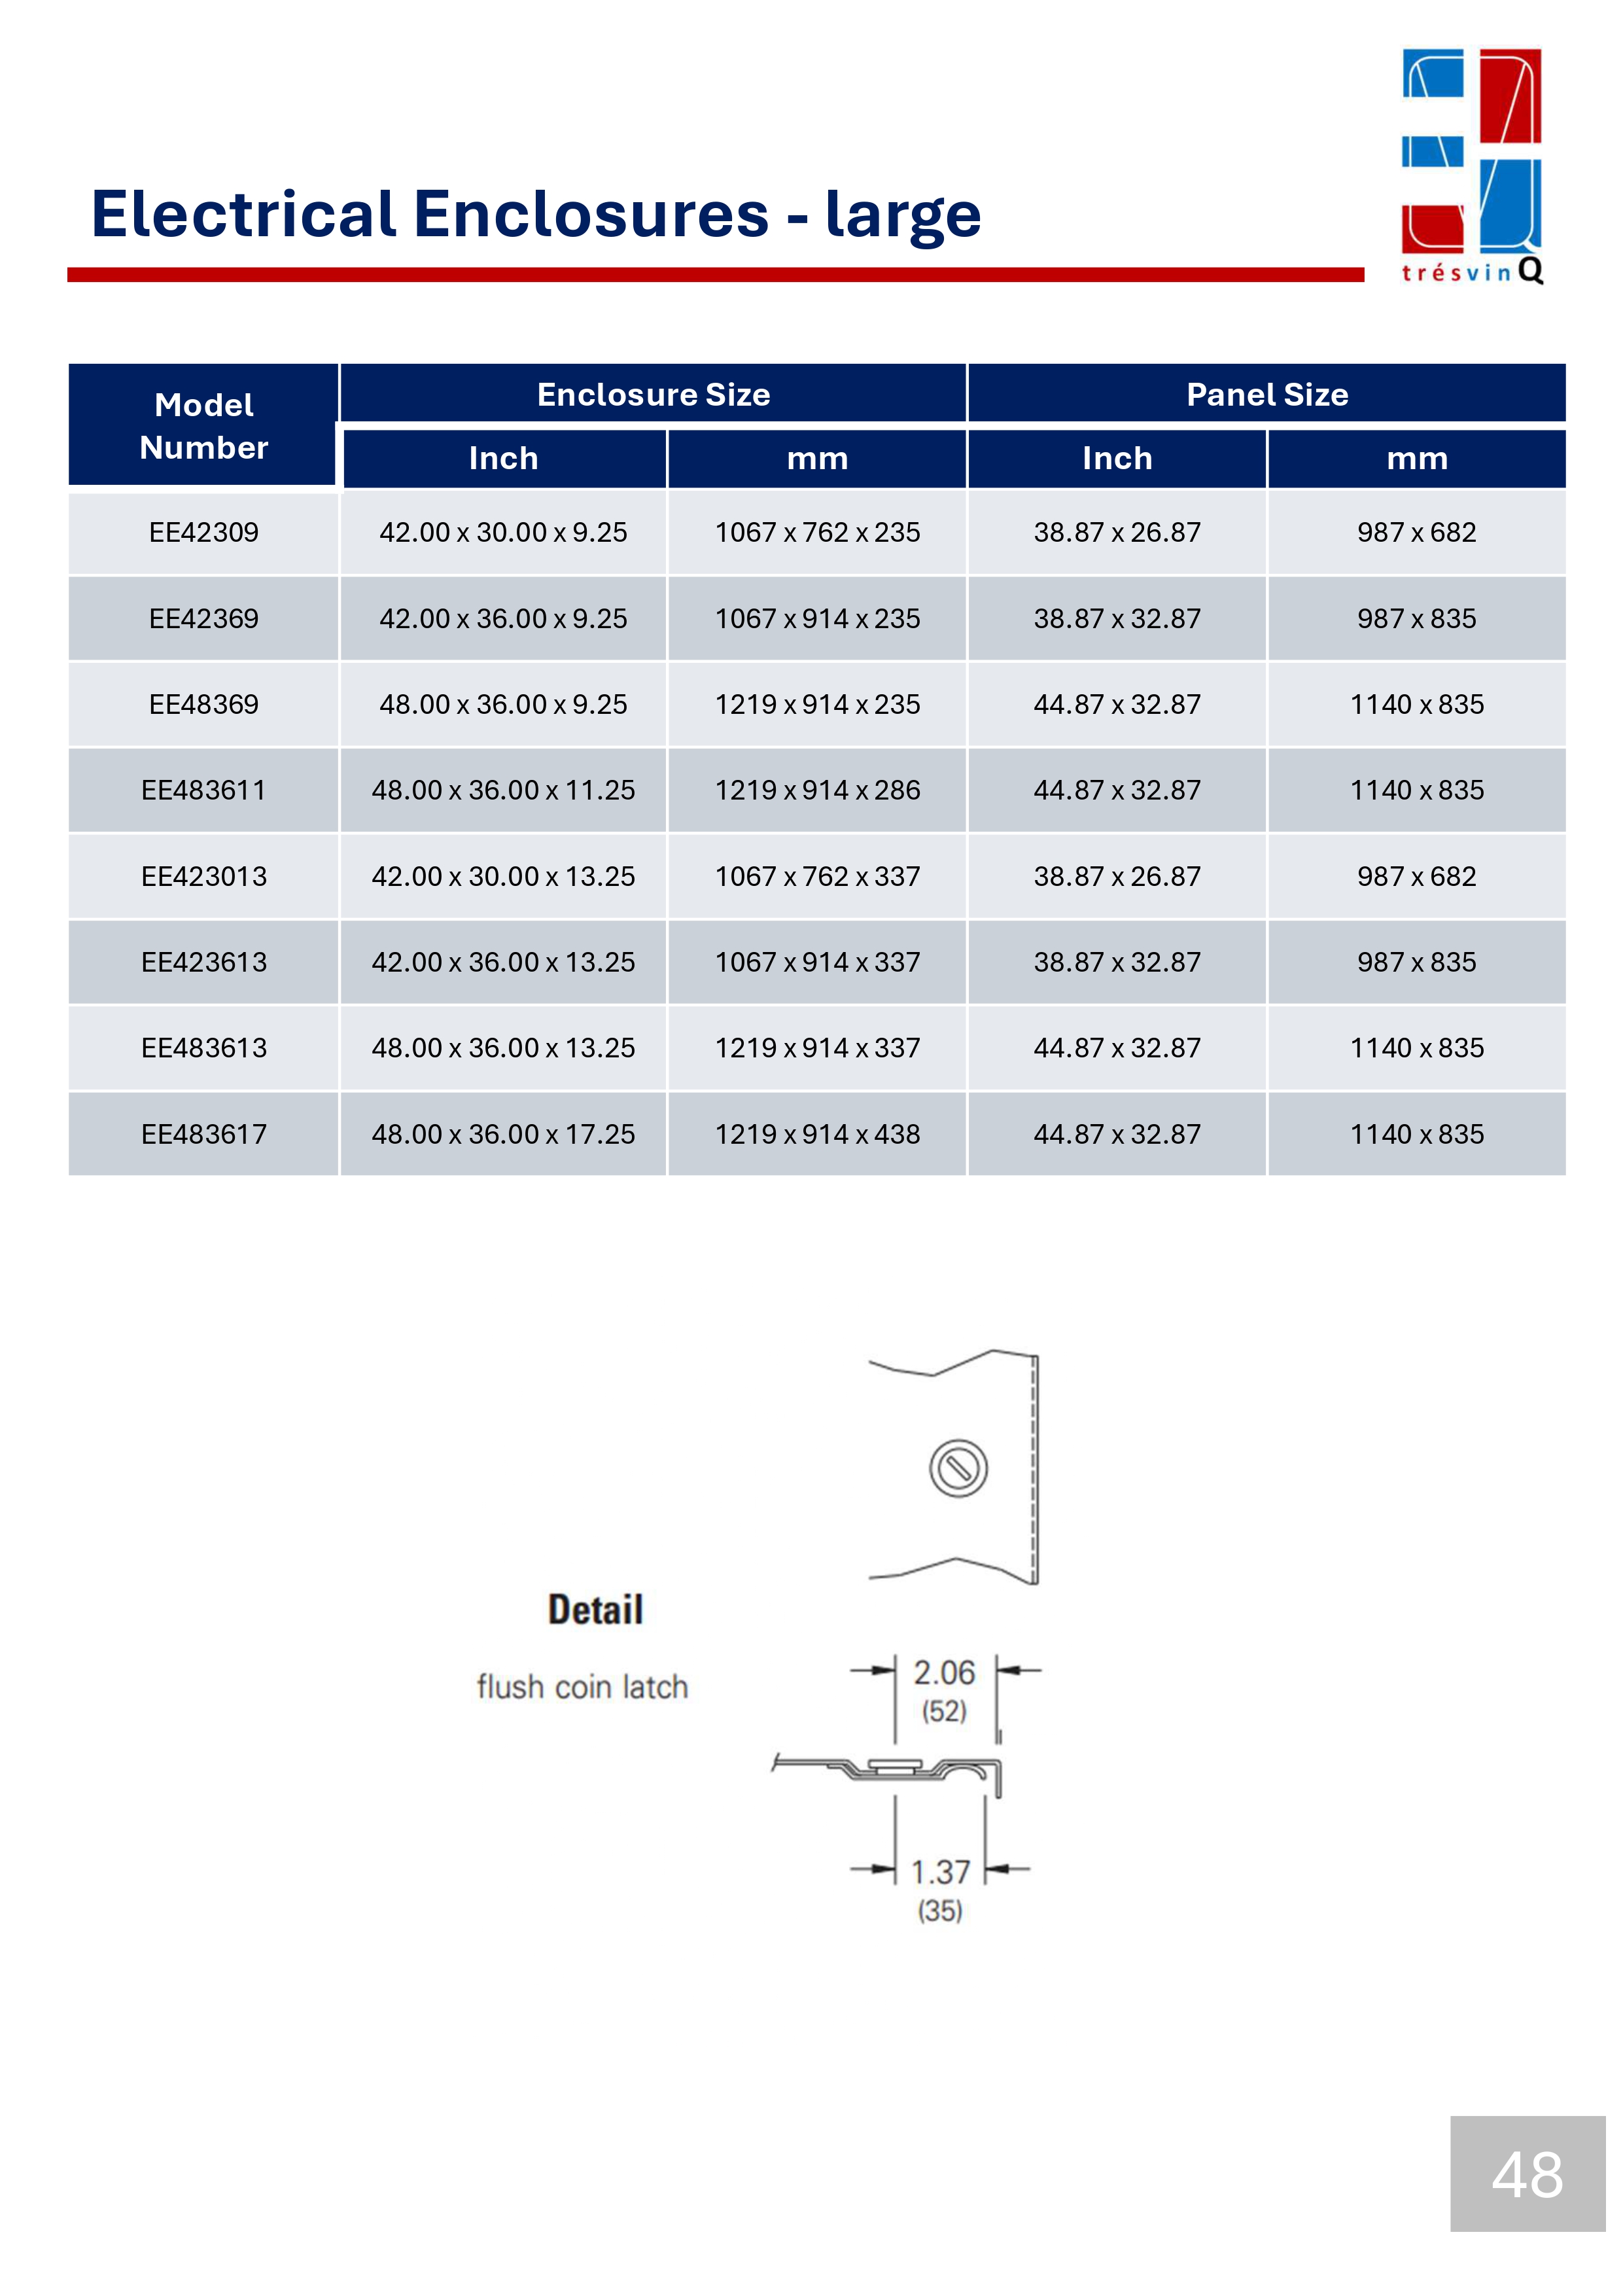 Electrical Enclosures - large
trésvinQ
Model Number
Enclosure Size
Panel Size
Inch
mm
Inch
mm
EE42309 42.00 x 30.00 x 9.25 1067 x 762 x 235 38.87 x 26.87 987 x 682
EE42369 42.00 x 36.00 x 9.25 1067 x 914 x 235 38.87 x 32.87 987 x 835
EE48369 48.00 x 36.00 x 9.25 1219 x 914 x 235 44.87 x 32.87 1140 x 835
EE483611 48.00 x 36.00 x 11.25 1219 x 914 x 286 44.87 x 32.87 1140 x 835
EE423013 42.00 x 30.00 x 13.25 1067 x 762 x 337 38.87 x 26.87 987 x 682
EE423613 42.00 x 36.00 x 13.25 1067 x 914 x 337 38.87 x 32.87 987 x 835
EE483613 48.00 x 36.00 x 13.25 1219 x 914 x 337 44.87 x 32.87 1140 x 835
EE483617 48.00 x 36.00 x 17.25 1219 x 914 x 438 44.87 x 32.87 1140 x 835
Detail
flush coin latch
2.06
(52)
1.37
(35)
48